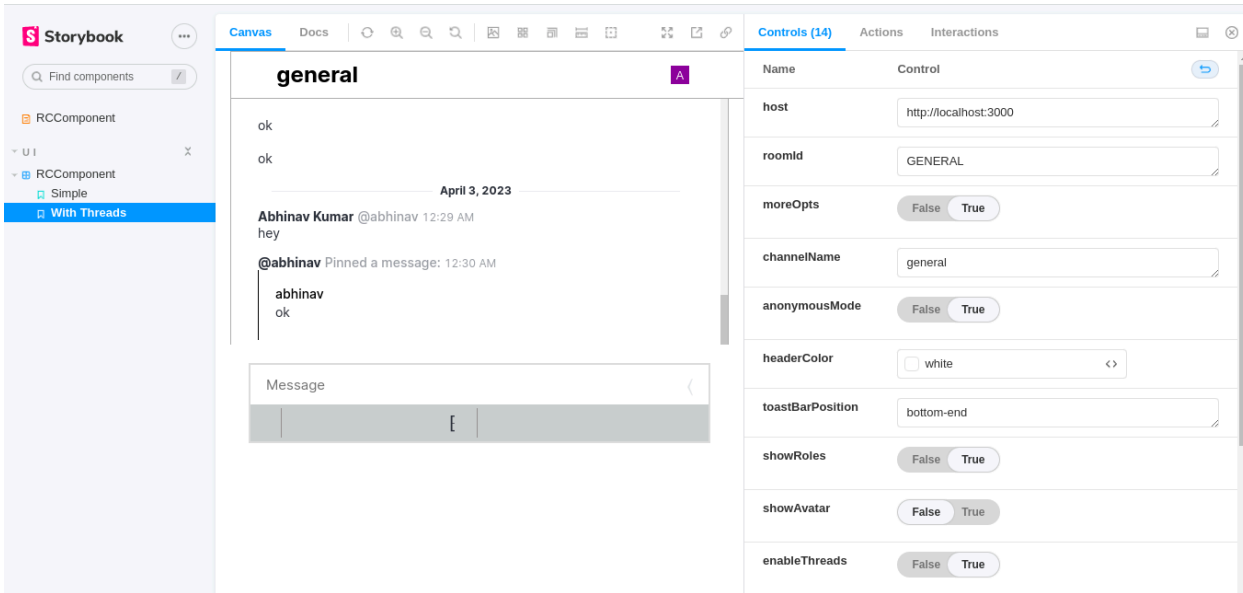 Storybook
Find components /
RCComponent
UI
RCComponent
Simple
With Threads
Canvas Docs
general
A
ok
ok
April 3, 2023
Abhinav Kumar @abhinav 12:29 AM
hey
@abhinav Pinned a message: 12:30 AM
abhinav
ok
Message
Controls (14) Actions Interactions
Name Control
host http://localhost:3000
roomId GENERAL
moreOpts False True
channelName general
anonymousMode False True
headerColor white
toastBarPosition bottom-end
showRoles False True
showAvatar False True
enableThreads False True